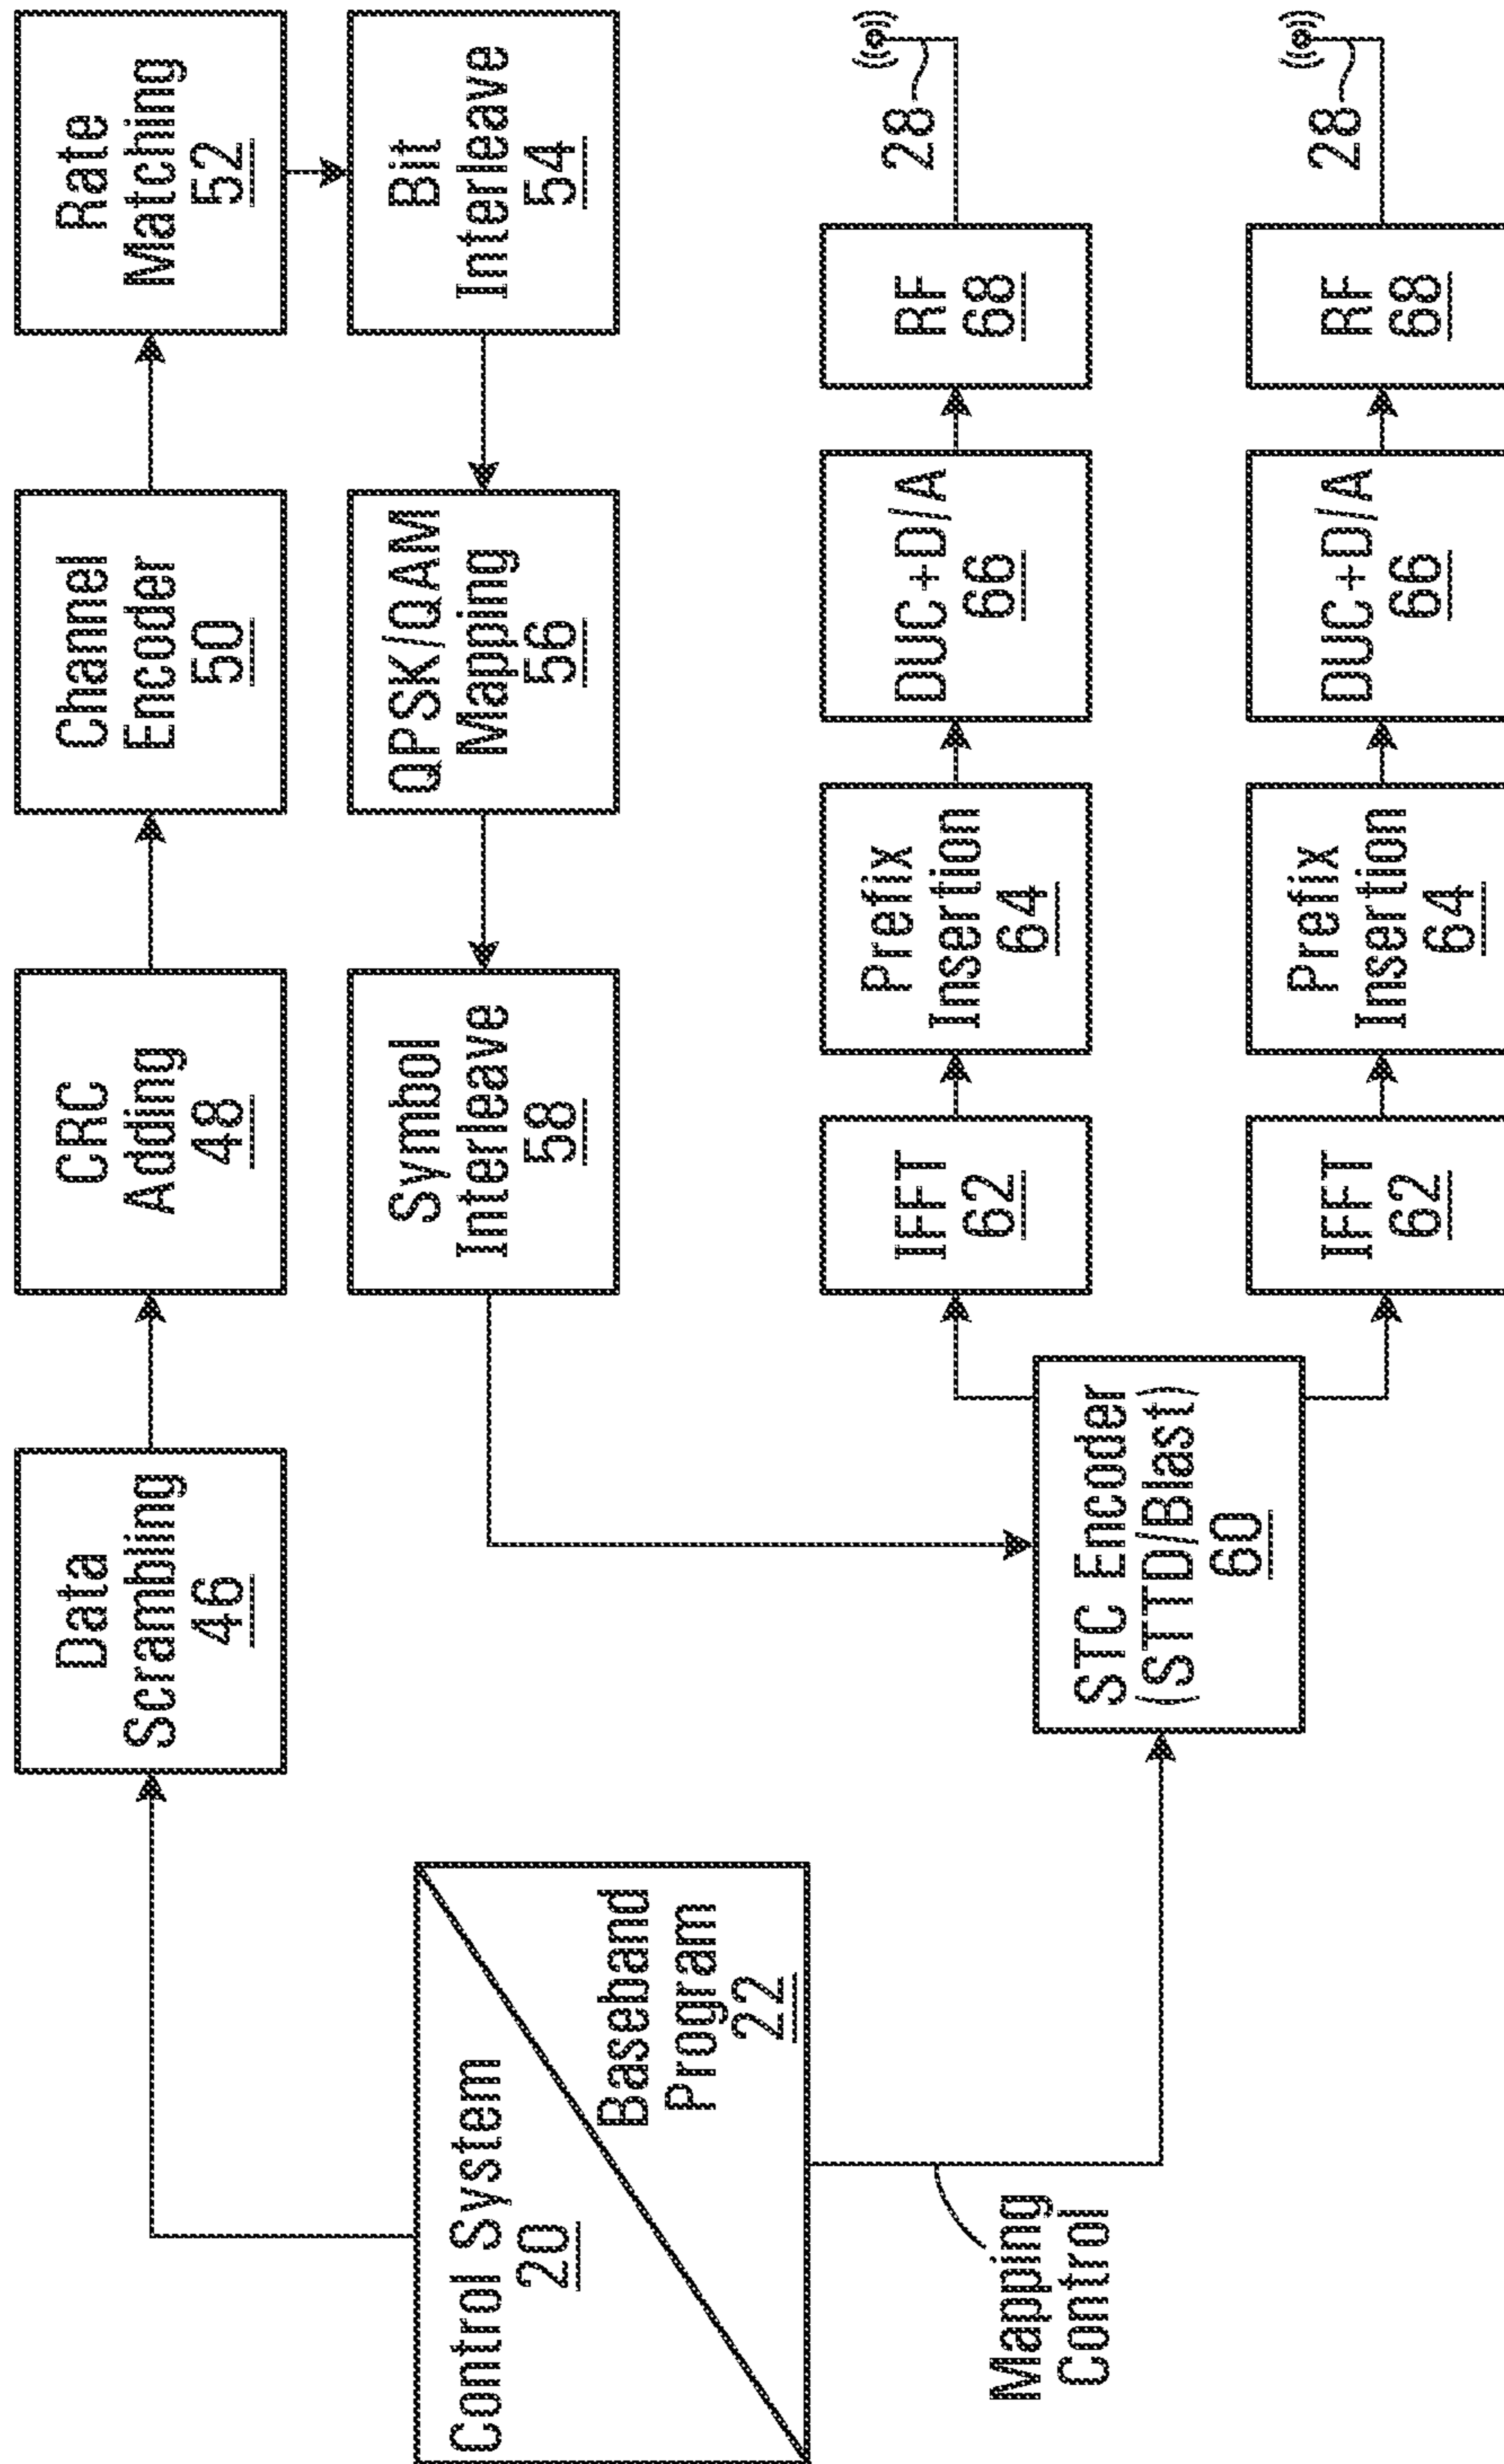 Data
Scrambling
46
CRC
Adding
48
Channel
Encoder
50
Rate
Matching
52
Symbol
Interleave
58
QPSK/QAM
Mapping
56
Bit
Interleave
54
Control System
20
Baseband
Program
22
Mapping
Control
STC Encoder
(STTD/Blast)
60
IFFT
62
Prefix
Insertion
64
DUC+D/A
66
RF
68
28
IFFT
62
Prefix
Insertion
64
DUC+D/A
66
RF
68
28